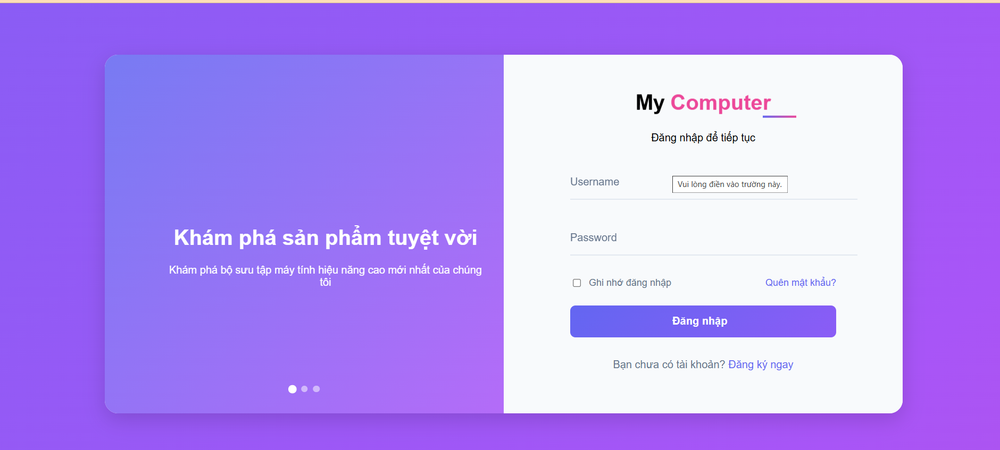 Khám phá sản phẩm tuyệt vời
Khám phá bộ sưu tập máy tính hiệu năng cao mới nhất của chúng
tôi
My Computer
Đăng nhập để tiếp tục
Username
Vui lòng điền vào trường này.
Password
Ghi nhớ đăng nhập
Quên mật khẩu?
Đăng nhập
Bạn chưa có tài khoản? Đăng ký ngay